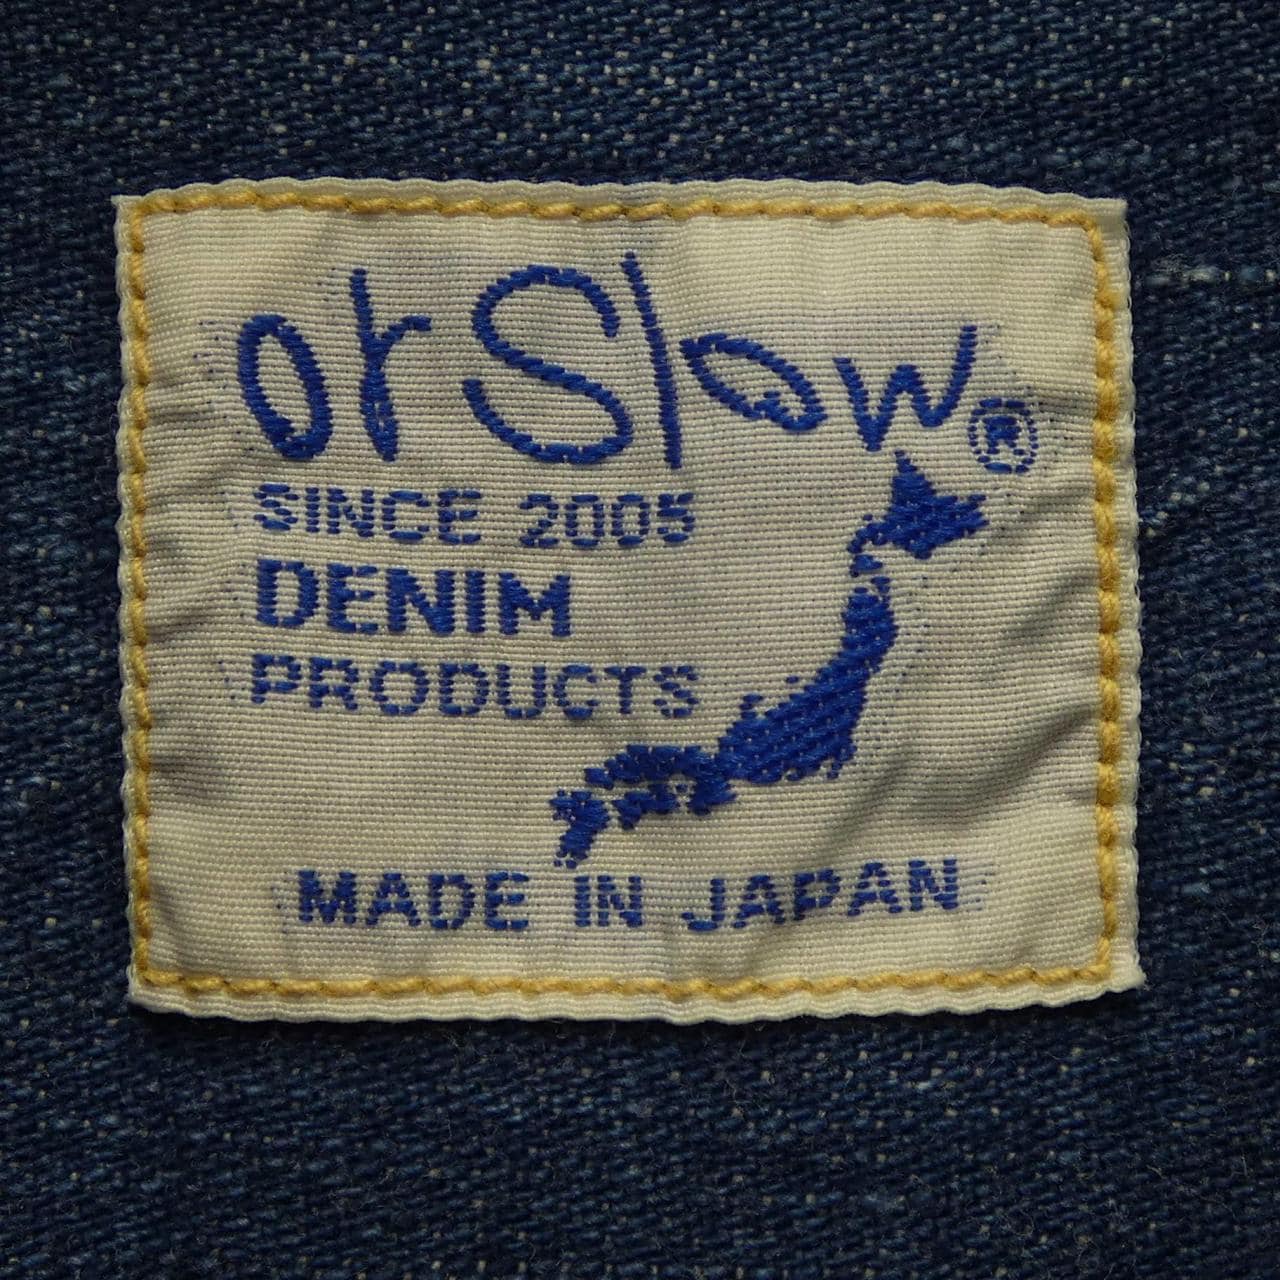 orSlow®
SINCE 2005
DENIM
PRODUCTS
MADE IN JAPAN